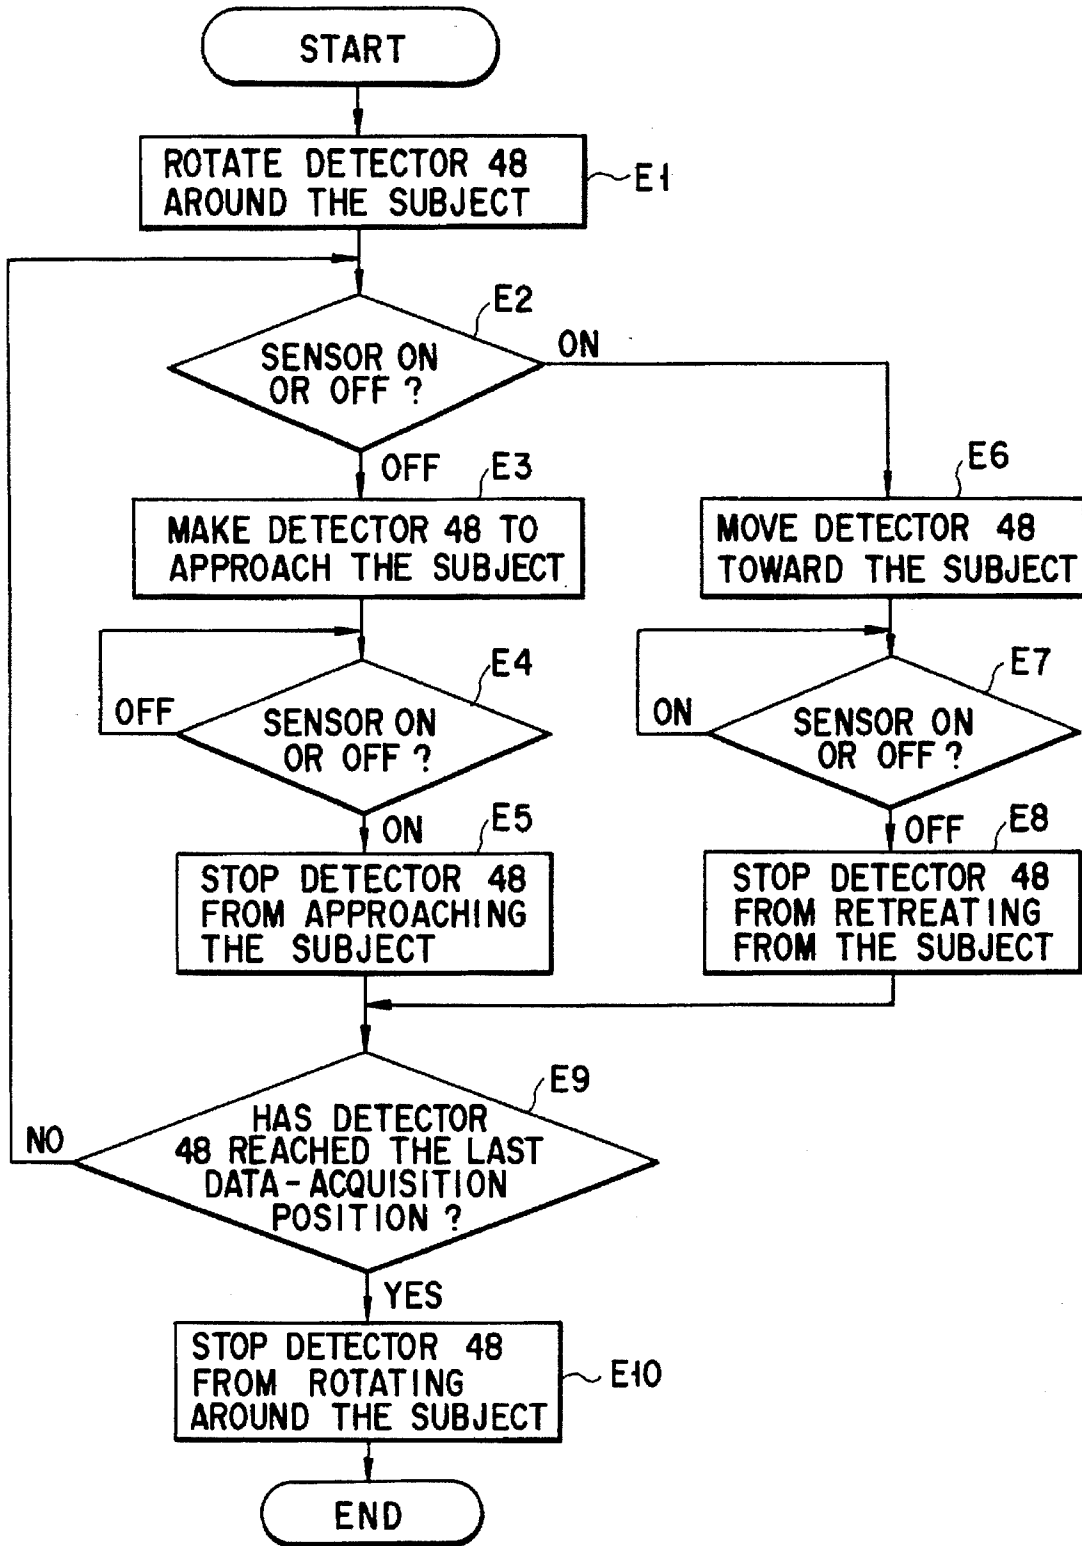 START
ROTATE DETECTOR 48
AROUND THE SUBJECT
E1
E2
SENSOR ON
OR OFF ?
ON
OFF
E3
MAKE DETECTOR 48 TO
APPROACH THE SUBJECT
E6
MOVE DETECTOR 48
TOWARD THE SUBJECT
E4
SENSOR ON
OR OFF ?
OFF
ON
E7
SENSOR ON
OR OFF ?
ON
OFF
E5
STOP DETECTOR 48
FROM APPROACHING
THE SUBJECT
E8
STOP DETECTOR 48
FROM RETREATING
FROM THE SUBJECT
E9
HAS DETECTOR
48 REACHED THE LAST
DATA-ACQUISITION
POSITION ?
NO
YES
STOP DETECTOR 48
FROM ROTATING
AROUND THE SUBJECT
E10
END